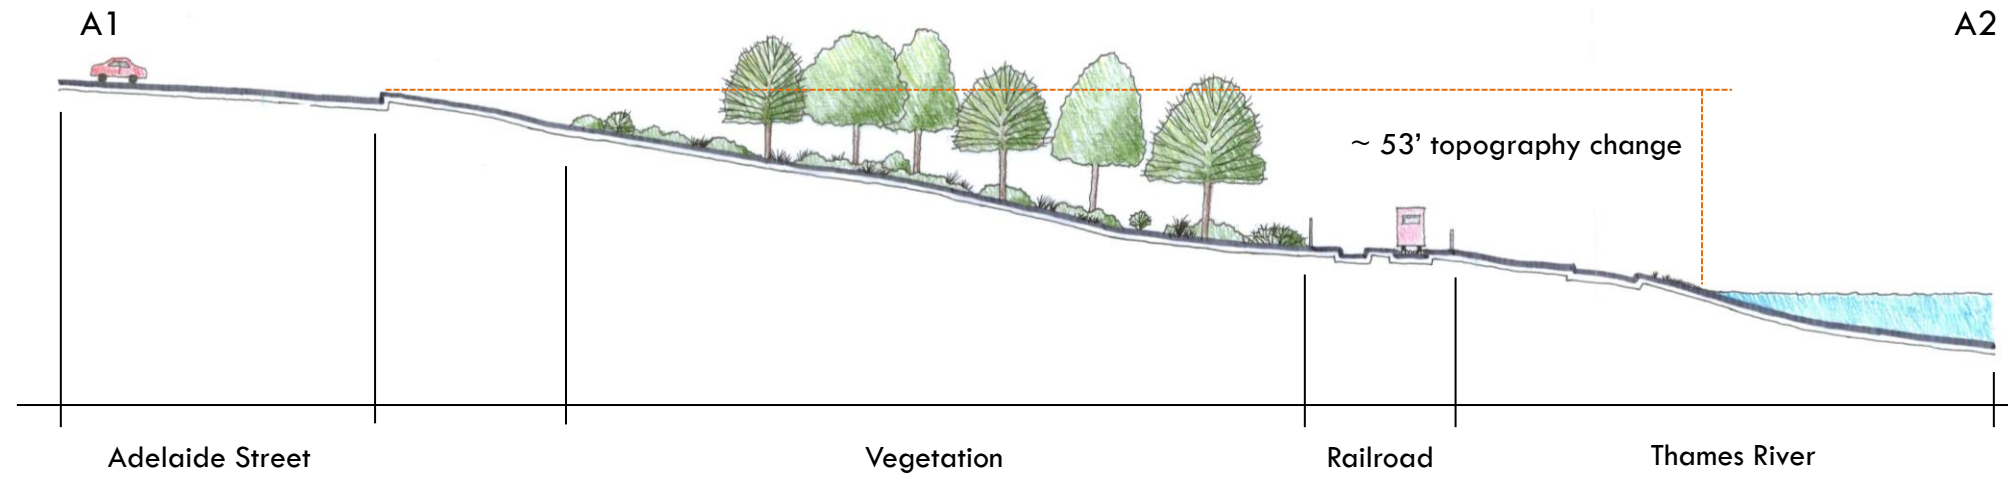 A1
A2
~ 53’ topography change
Adelaide Street
Vegetation
Railroad
Thames River